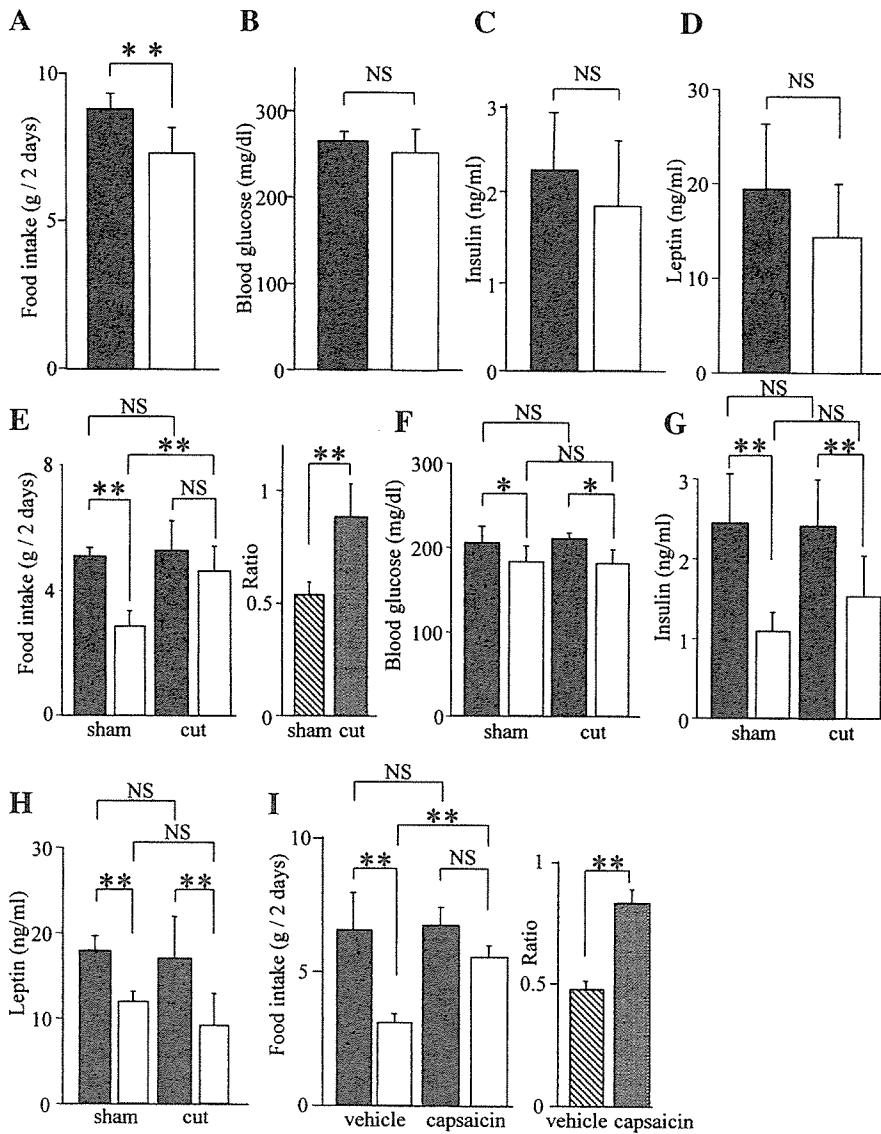 A
B
C
D
**
NS
NS
NS
Food intake (g / 2 days)
10
5
0
Blood glucose (mg/dl)
300
200
100
0
Insulin (ng/ml)
3
2
1
0
Leptin (ng/ml)
30
20
10
0
E
F
G
NS
**
**
NS
Food intake (g / 2 days)
8
4
0
sham cut
**
Ratio
1
0.5
0
sham cut
NS
NS
*
*
Blood glucose (mg/dl)
300
200
100
0
sham cut
NS
NS
**
**
Insulin (ng/ml)
3
2
1
0
sham cut
H
I
NS
NS
**
**
Leptin (ng/ml)
30
20
10
0
sham cut
NS
**
**
NS
Food intake (g / 2 days)
10
5
0
vehicle capsaicin
**
Ratio
1
0.5
0
vehicle capsaicin